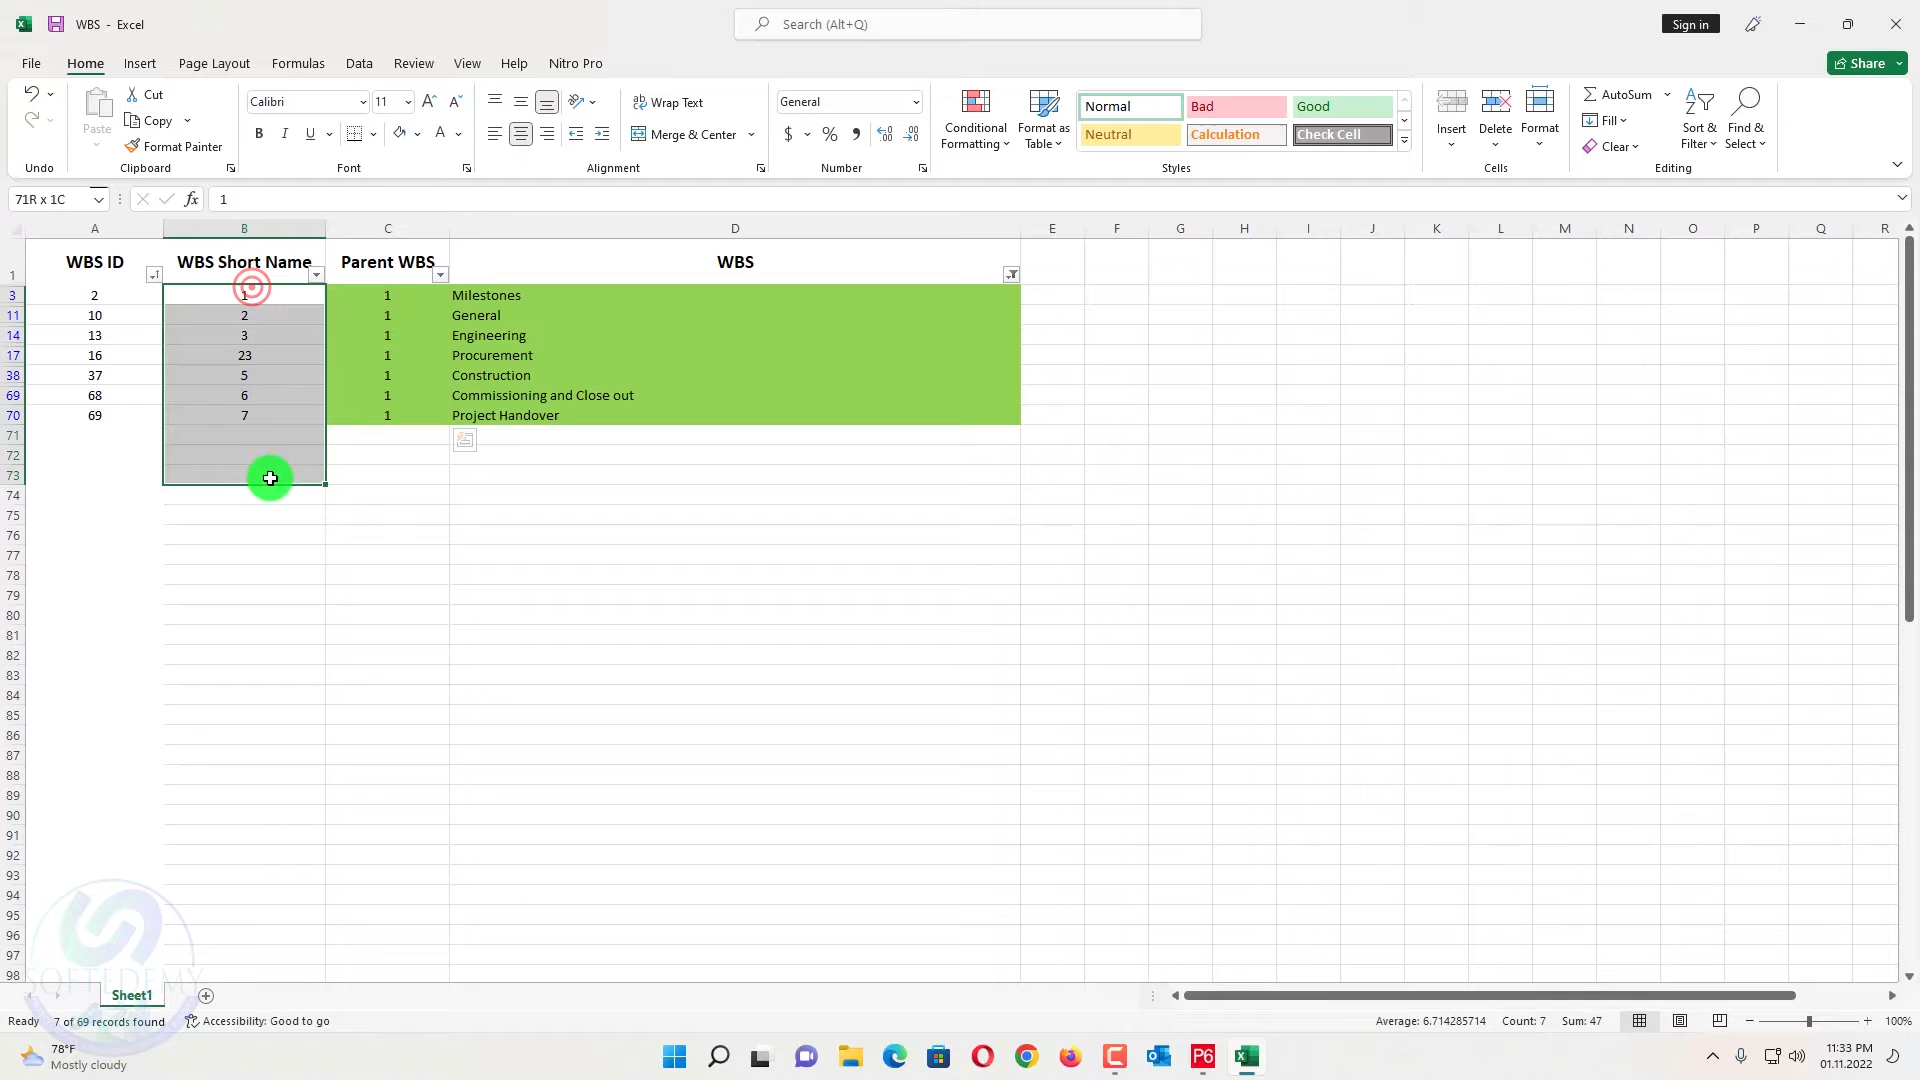 WBS - Excel
Search (Alt+Q)
Sign in
File Home Insert Page Layout Formulas Data Review View Help Nitro Pro
Share
Paste
Cut
Copy
Format Painter
Calibri 11
B I U A
Wrap Text
Merge & Center
General
$ % ,
Conditional Formatting
Format as Table
Normal Bad Good
Neutral Calculation Check Cell
Insert Delete Format
AutoSum
Fill
Clear
Sort & Filter
Find & Select
Undo Clipboard Font Alignment Number Styles Cells Editing
71R x 1C fx 1
A B C D E F G H I J K L M N O P Q R
1 WBS ID WBS Short Name Parent WBS WBS
3 2 1 1 Milestones
11 10 2 1 General
14 13 3 1 Engineering
17 16 23 1 Procurement
38 37 5 1 Construction
69 68 6 1 Commissioning and Close out
70 69 7 1 Project Handover
71
72
73
74
75
76
77
78
79
80
81
82
83
84
85
86
87
88
89
90
91
92
93
94
95
96
97
98
SOFTEDEMY
Sheet1
Ready 7 of 69 records found Accessibility: Good to go Average: 6.714285714 Count: 7 Sum: 47 100%
78°F
Mostly cloudy
P6
11:33 PM
01.11.2022